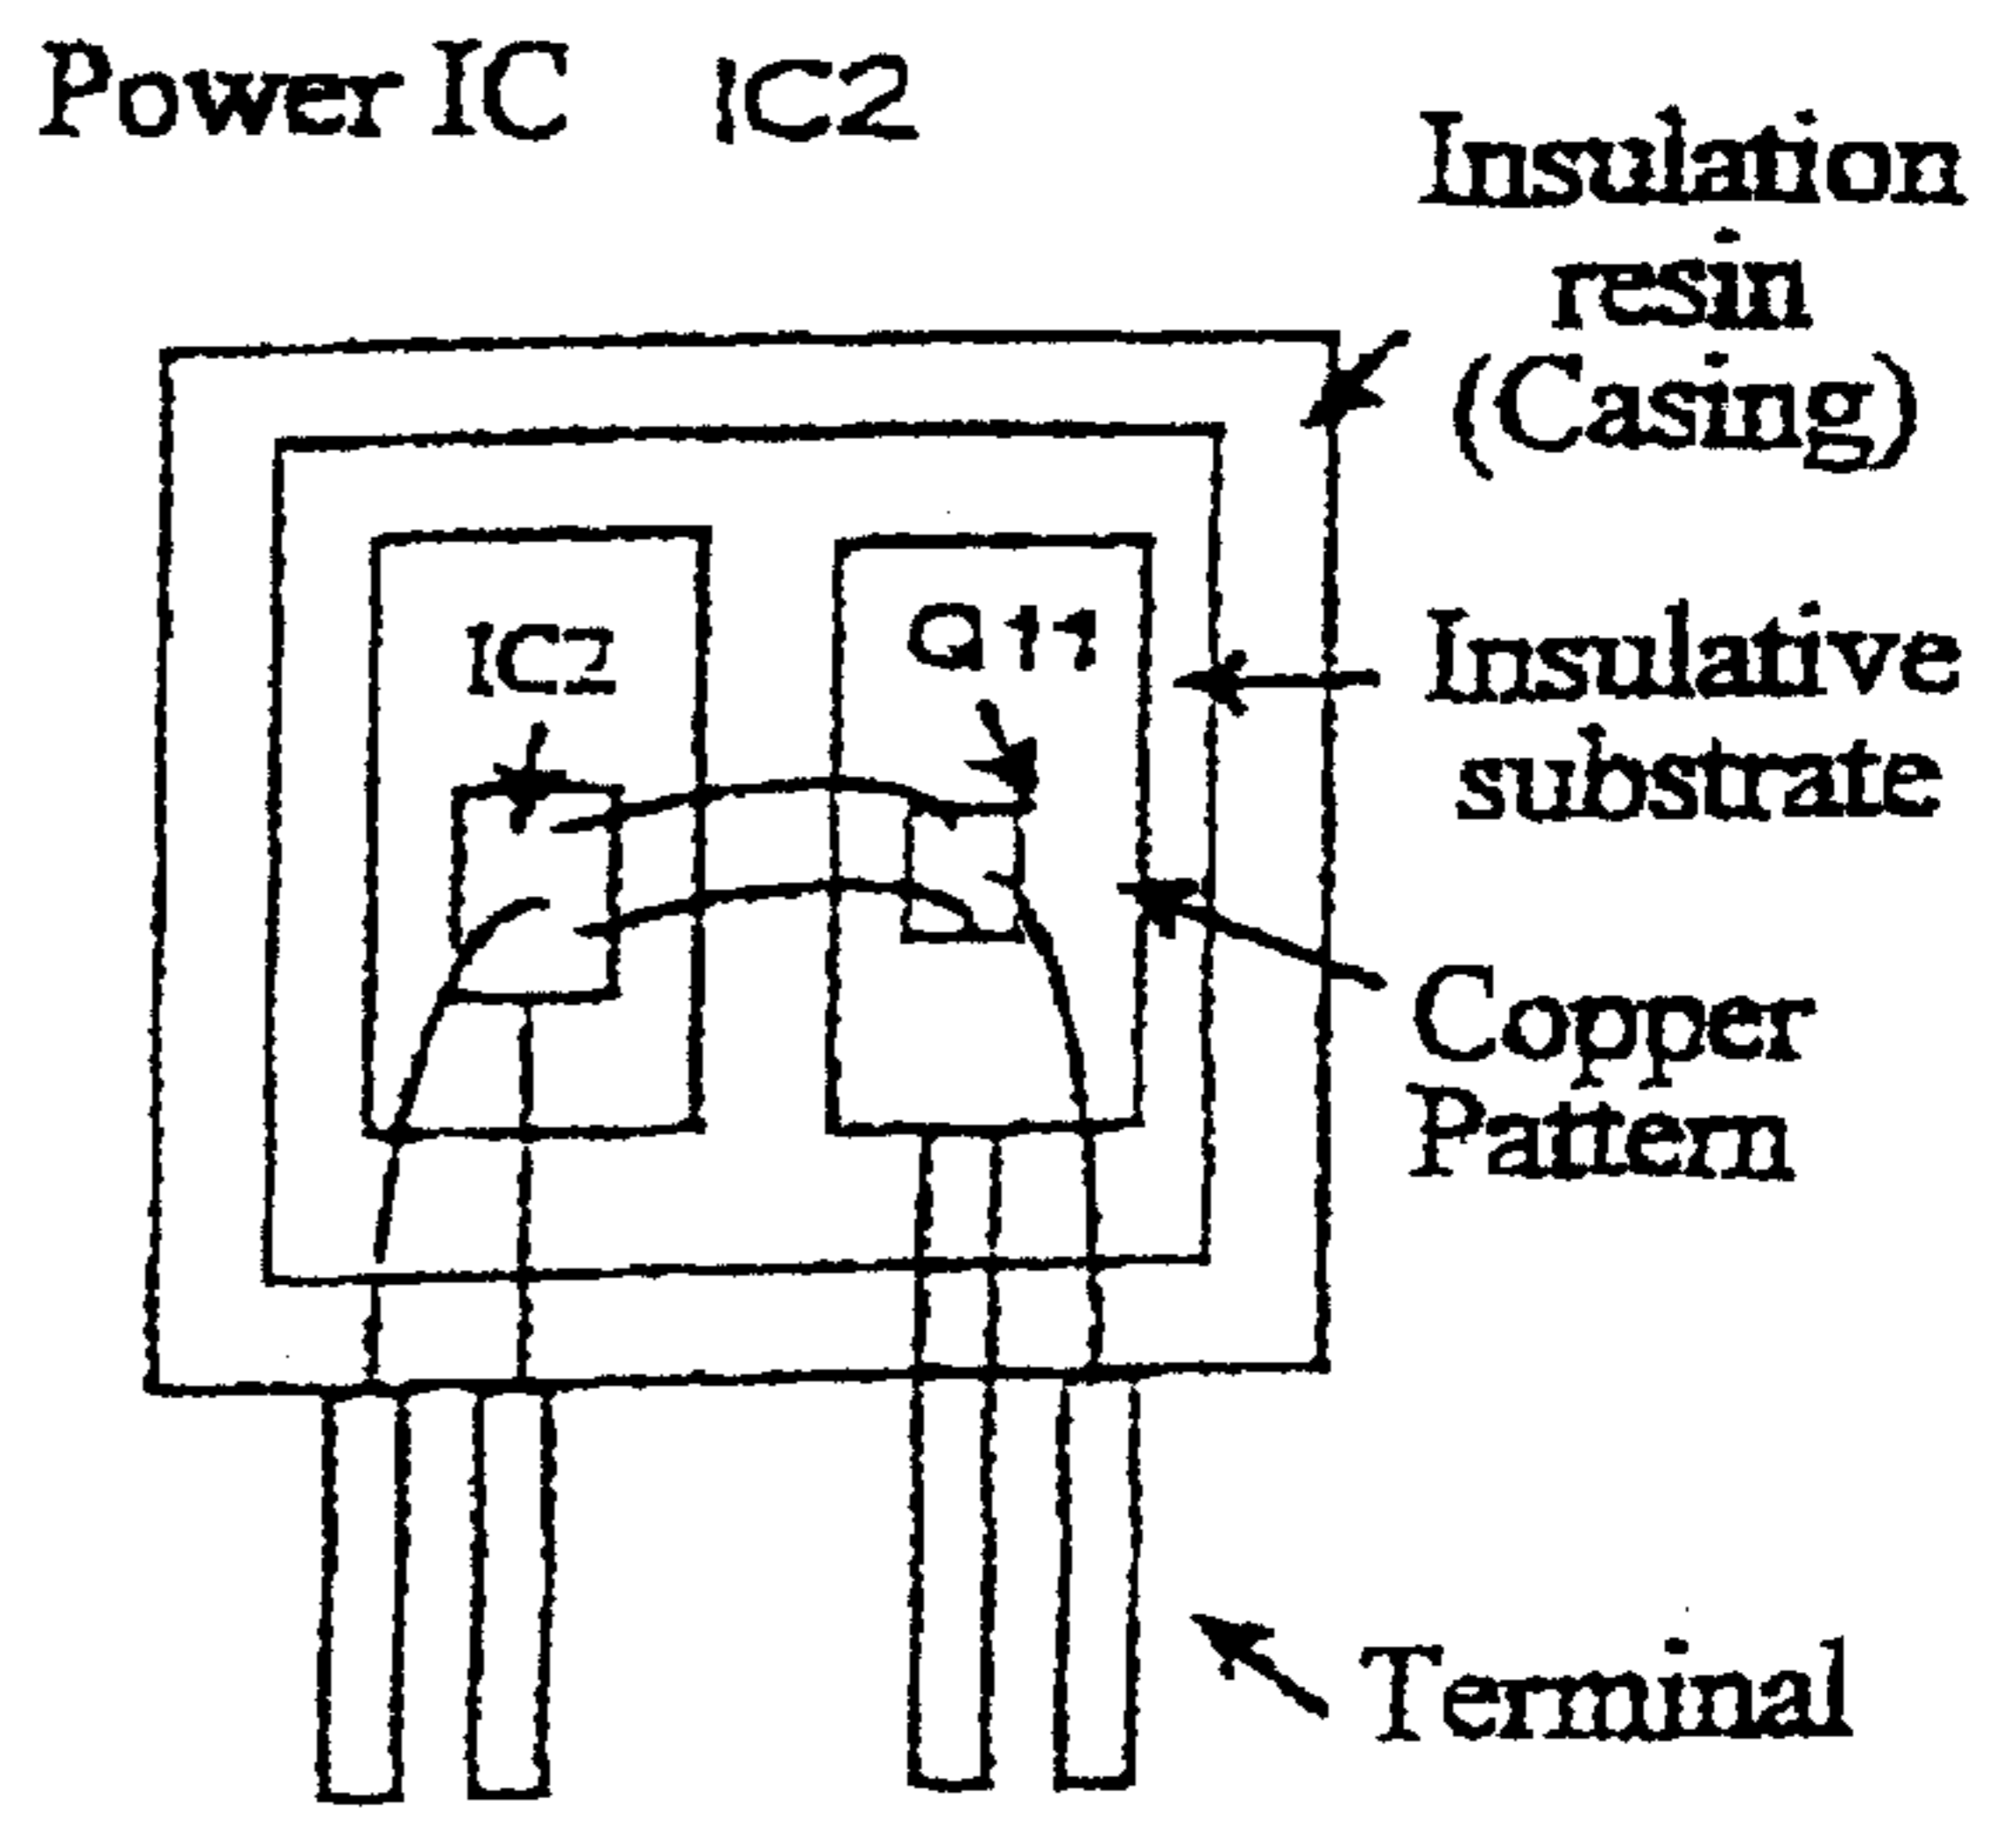 Power IC IC2
Insulation
resin
(Casing)
IC2
Q11
Insulative
substrate
Copper
Pattern
Terminal